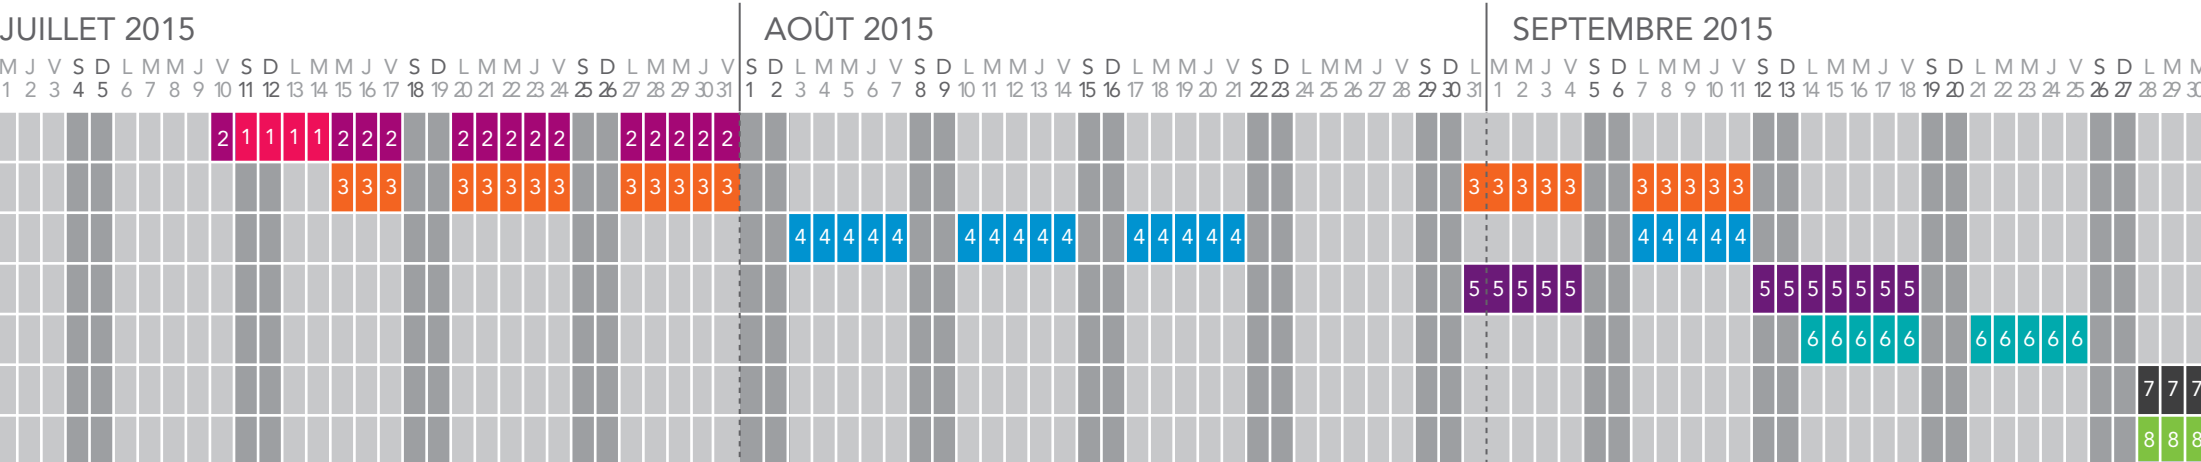 JUILLET 2015 AOÛT 2015 SEPTEMBRE 2015
M J V S D L M M J V S D L M M J V S D L M M J V S D L M M J V S D L M M J V S D L M M J V S D L M M J V S D L M M J V S D L M M J V S D L M M J V S D L M M J V S D L M M J V S D L M M
1 2 3 4 5 6 7 8 9 10 11 12 13 14 15 16 17 18 19 20 21 22 23 24 25 26 27 28 29 30 31 1 2 3 4 5 6 7 8 9 10 11 12 13 14 15 16 17 18 19 20 21 22 23 24 25 26 27 28 29 30 31 1 2 3 4 5 6 7 8 9 10 11 12 13 14 15 16 17 18 19 20 21 22 23 24 25 26 27 28 29 30
2 1 1 1 1 2 2 2 2 2 2 2 2 2 2 2 2 2
3 3 3 3 3 3 3 3 3 3 3 3 3 3 3 3 3 3 3 3 3 3 3
4 4 4 4 4 4 4 4 4 4 4 4 4 4 4 4 4 4 4 4
5 5 5 5 5 5 5 5 5 5 5 5
6 6 6 6 6 6 6 6 6 6
7 7 7
8 8 8